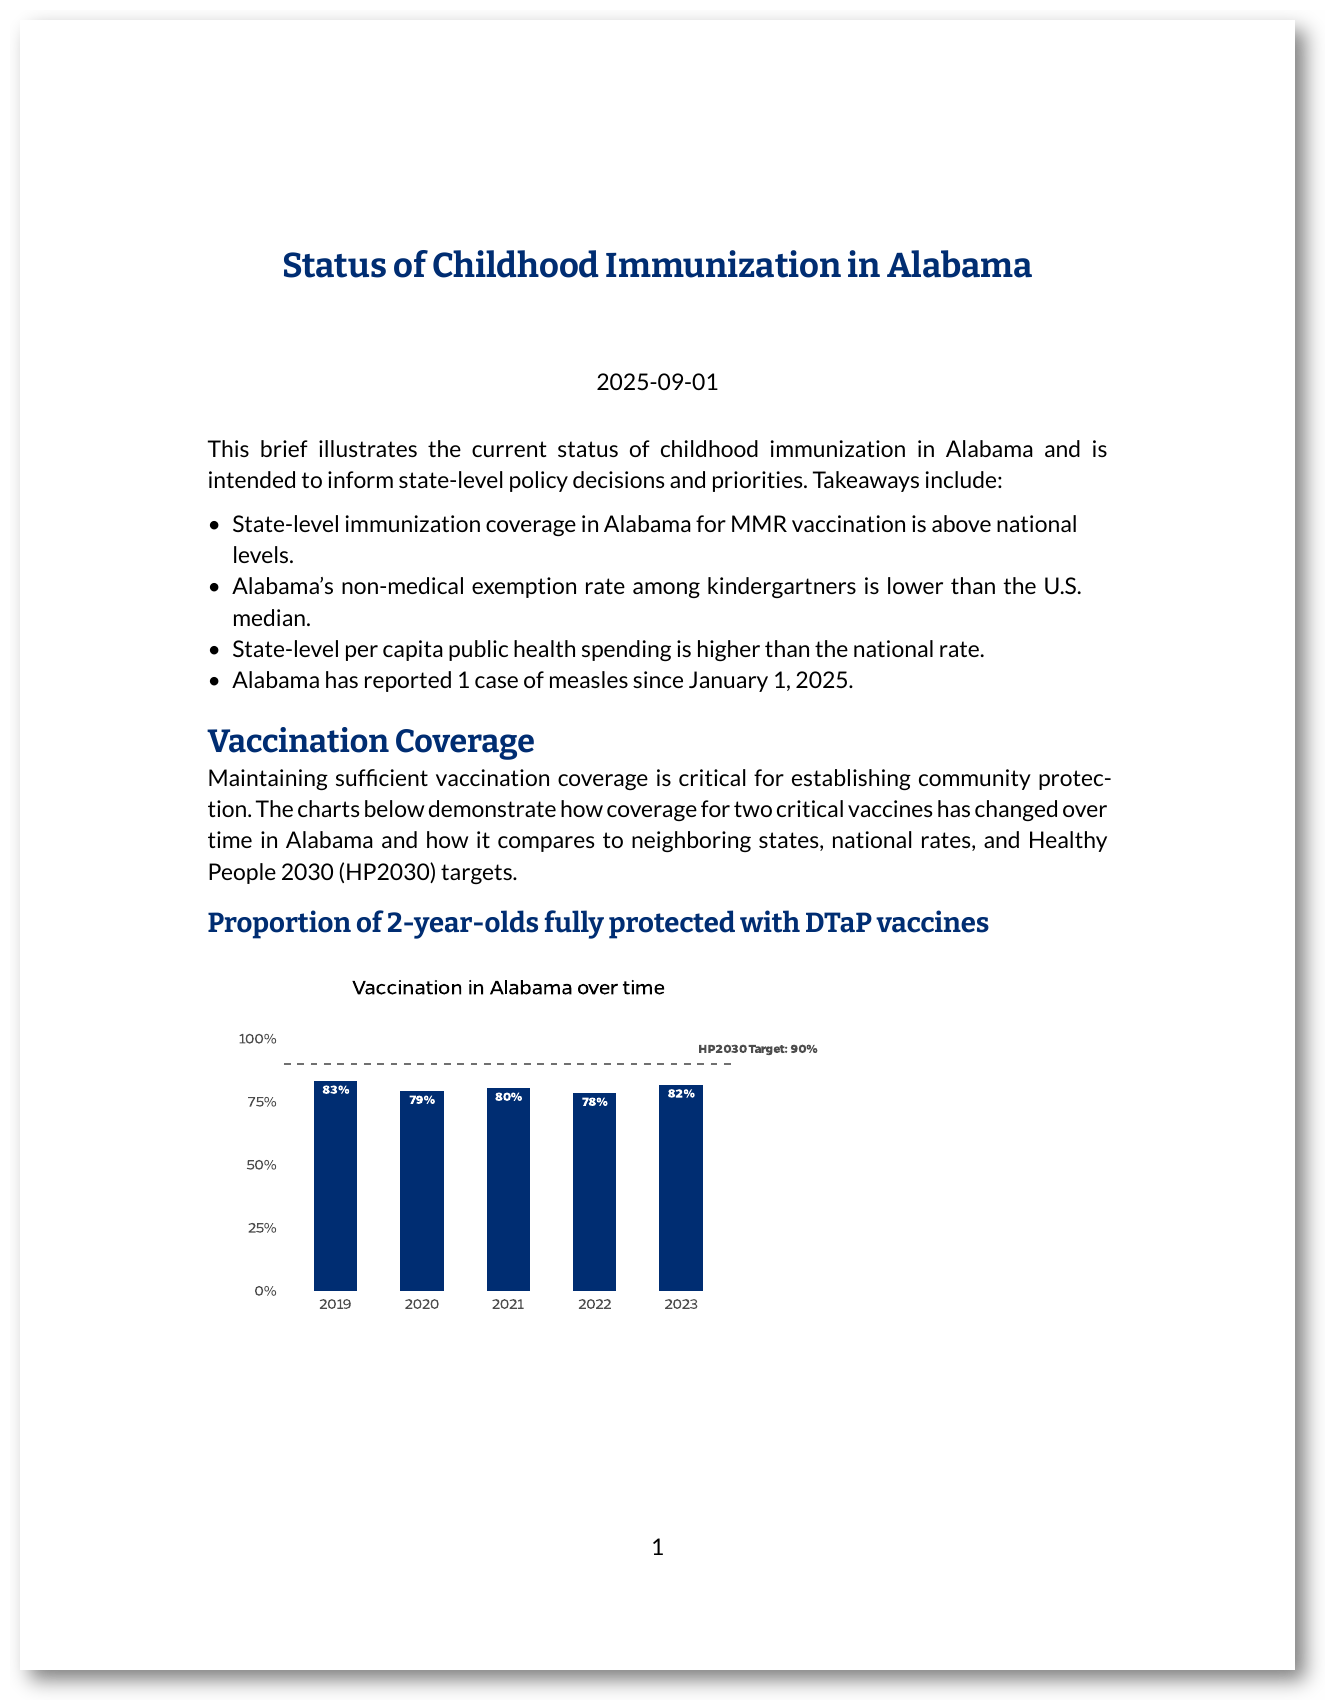 Status of Childhood Immunization in Alabama
2025-09-01
This brief illustrates the current status of childhood immunization in Alabama and is
intended to inform state-level policy decisions and priorities. Takeaways include:
• State-level immunization coverage in Alabama for MMR vaccination is above national
levels.
• Alabama's non-medical exemption rate among kindergartners is lower than the U.S.
median.
• State-level per capita public health spending is higher than the national rate.
• Alabama has reported 1 case of measles since January 1, 2025.
Vaccination Coverage
Maintaining sufficient vaccination coverage is critical for establishing community protec-
tion. The charts below demonstrate how coverage for two critical vaccines has changed over
time in Alabama and how it compares to neighboring states, national rates, and Healthy
People 2030 (HP2030) targets.
Proportion of 2-year-olds fully protected with DTaP vaccines
Vaccination in Alabama over time
100%
HP2030 Target: 90%
83%
79%
80%
78%
82%
75%
50%
25%
0%
2019 2020 2021 2022 2023
1